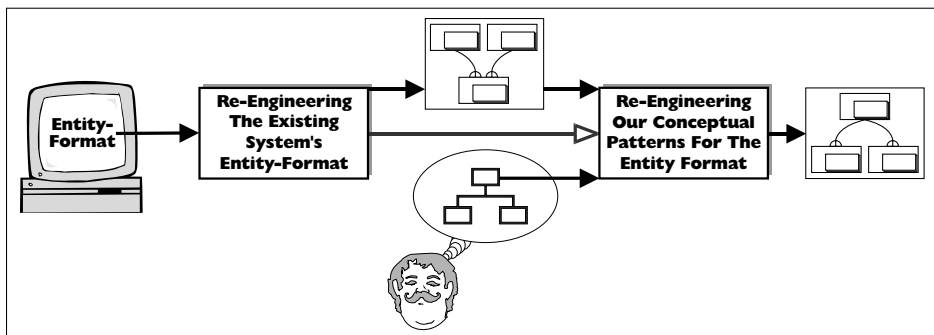 Entity-
Format
Re-Engineering
The Existing
System's
Entity-Format
Re-Engineering
Our Conceptual
Patterns For The
Entity Format